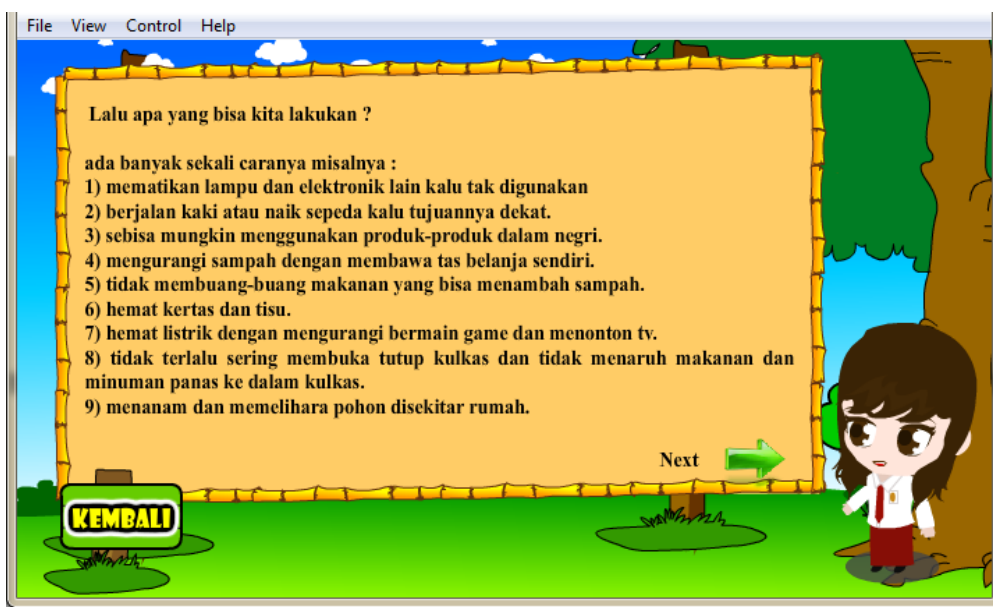 File View Control Help
Lalu apa yang bisa kita lakukan ?
ada banyak sekali caranya misalnya :
1) mematikan lampu dan elektronik lain kalu tak digunakan
2) berjalan kaki atau naik sepeda kalu tujuannya dekat.
3) sebisa mungkin menggunakan produk-produk dalam negri.
4) mengurangi sampah dengan membawa tas belanja sendiri.
5) tidak membuang-buang makanan yang bisa menambah sampah.
6) hemat kertas dan tisu.
7) hemat listrik dengan mengurangi bermain game dan menonton tv.
8) tidak terlalu sering membuka tutup kulkas dan tidak menaruh makanan dan
minuman panas ke dalam kulkas.
9) menanam dan memelihara pohon disekitar rumah.
Next
KEMBALI